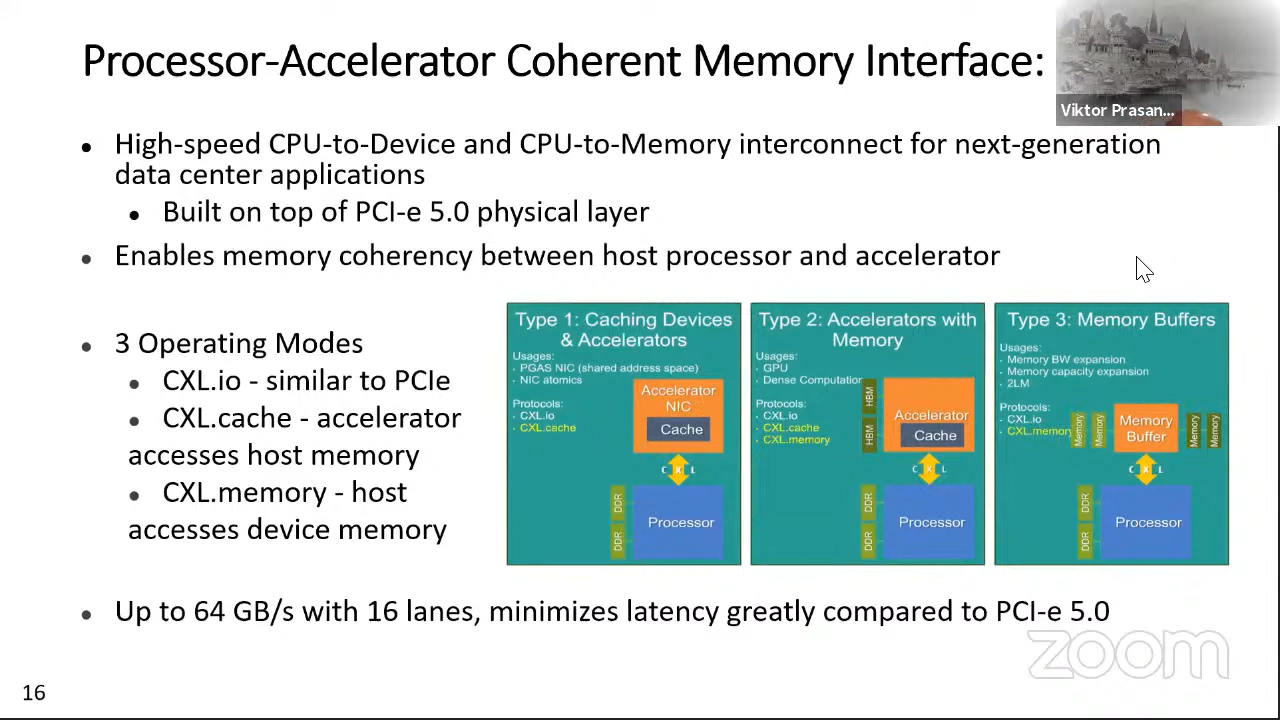 Processor-Accelerator Coherent Memory Interface:
Viktor Prasan...
• High-speed CPU-to-Device and CPU-to-Memory interconnect for next-generation
data center applications
• Built on top of PCI-e 5.0 physical layer
• Enables memory coherency between host processor and accelerator
• 3 Operating Modes
• CXL.io - similar to PCIe
• CXL.cache - accelerator
accesses host memory
• CXL.memory - host
accesses device memory
Type 1: Caching Devices
& Accelerators
Usages:
• PGAS NIC (shared address space)
• NIC atomics
Protocols:
• CXL.io
• CXL.cache
Accelerator
NIC
Cache
C X L
DDR
DDR
Processor
Type 2: Accelerators with
Memory
Usages:
• GPU
• Dense Computation
Protocols:
• CXL.io
• CXL.cache
• CXL.memory
HBM
HBM
Accelerator
Cache
C X L
DDR
DDR
Processor
Type 3: Memory Buffers
Usages:
• Memory BW expansion
• Memory capacity expansion
• 2LM
Protocols:
• CXL.io
• CXL.memory
Memory
Memory
Memory
Buffer
Memory
Memory
C X L
DDR
DDR
Processor
• Up to 64 GB/s with 16 lanes, minimizes latency greatly compared to PCI-e 5.0
zoom
16